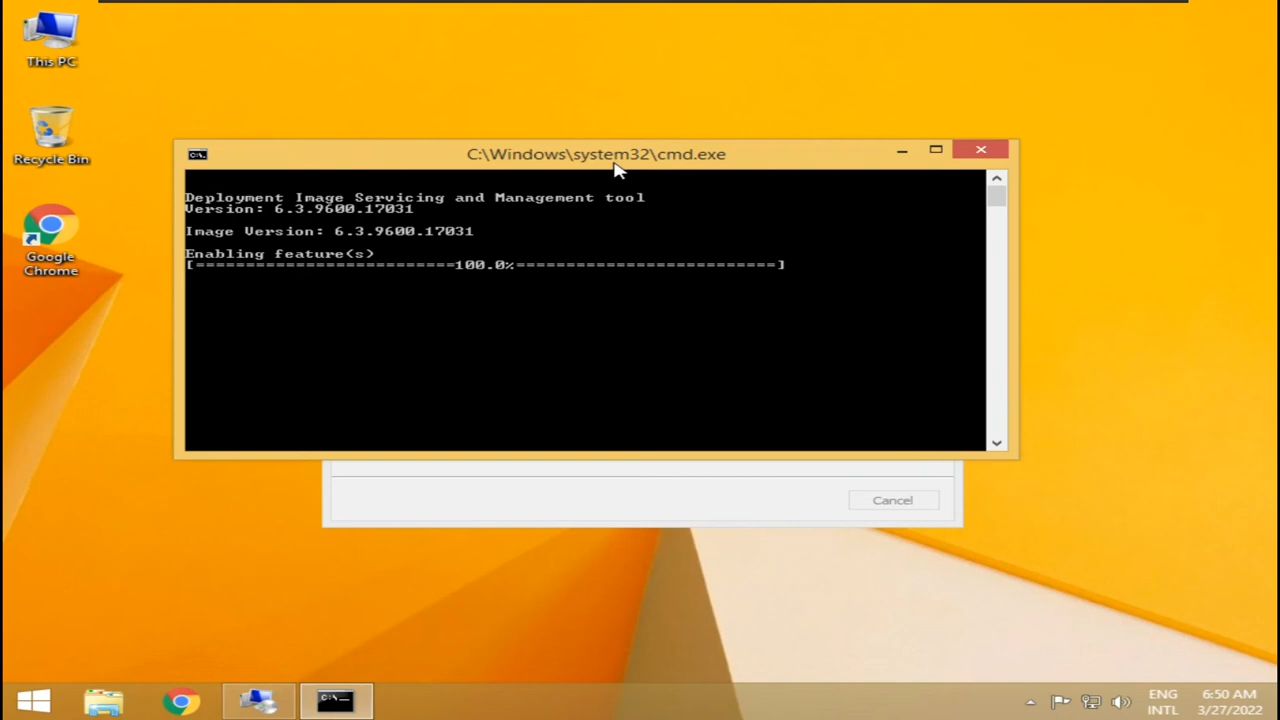 This PC
Recycle Bin
Google
Chrome
C:\Windows\system32\cmd.exe
Deployment Image Servicing and Management tool
Version: 6.3.9600.17031
Image Version: 6.3.9600.17031
Enabling feature(s)
[==========================100.0%==========================]
Cancel
ENG
INTL
6:50 AM
3/27/2022